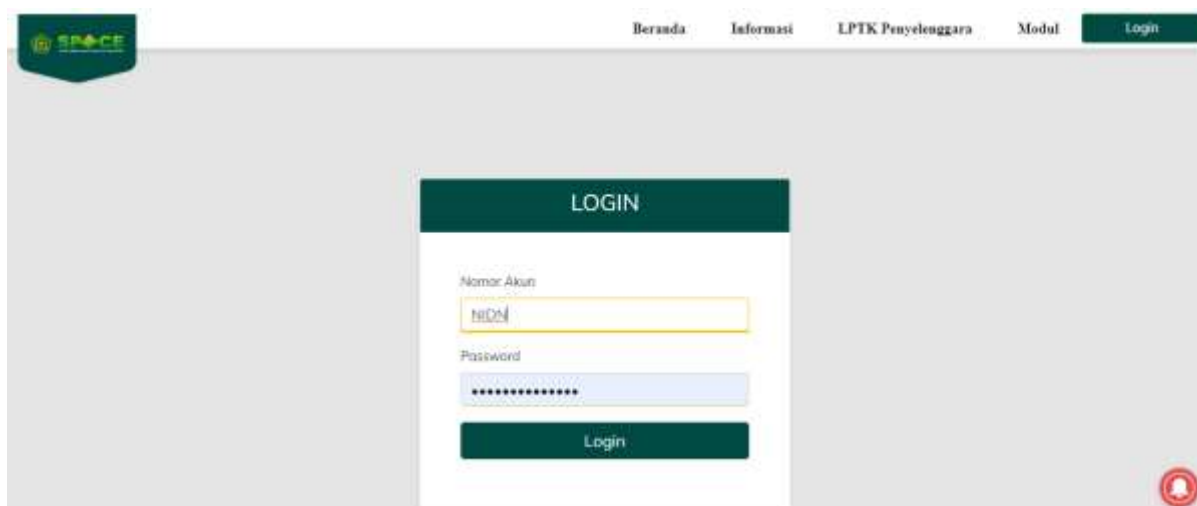 SPACE
Beranda Informasi LPTK Penyelenggara Modul Login
LOGIN
Nomor Akun
NIDN
Password
••••••••••••••
Login